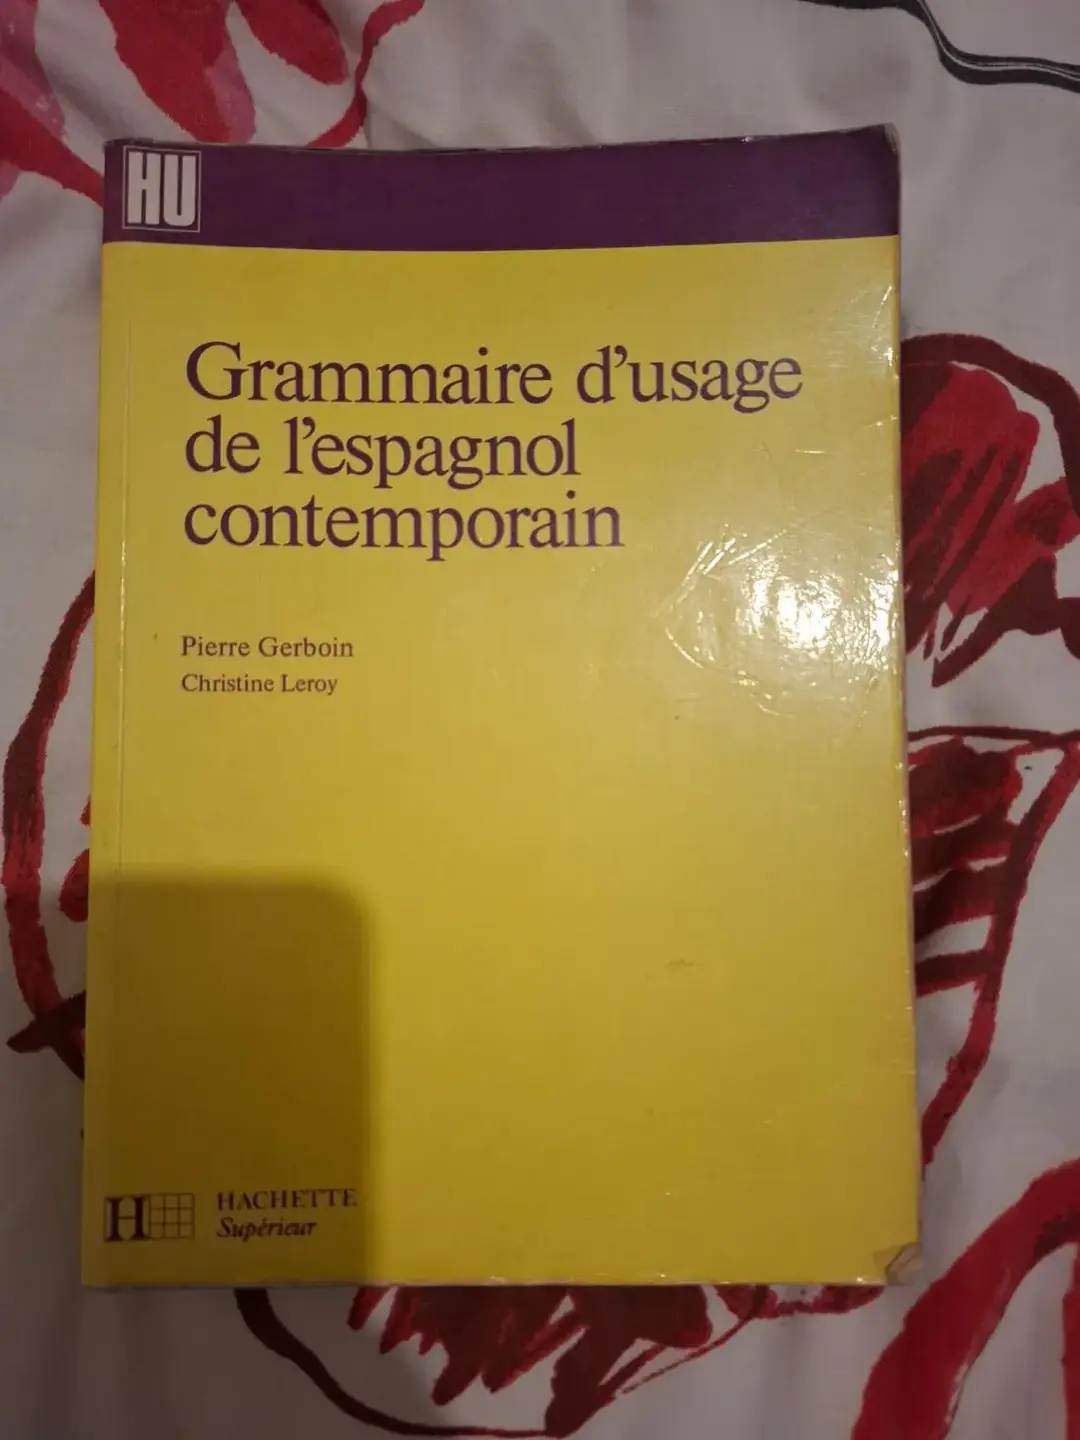 HU
Grammaire d'usage
de l'espagnol
contemporain
Pierre Gerboin
Christine Leroy
H
HACHETTE
Supérieur